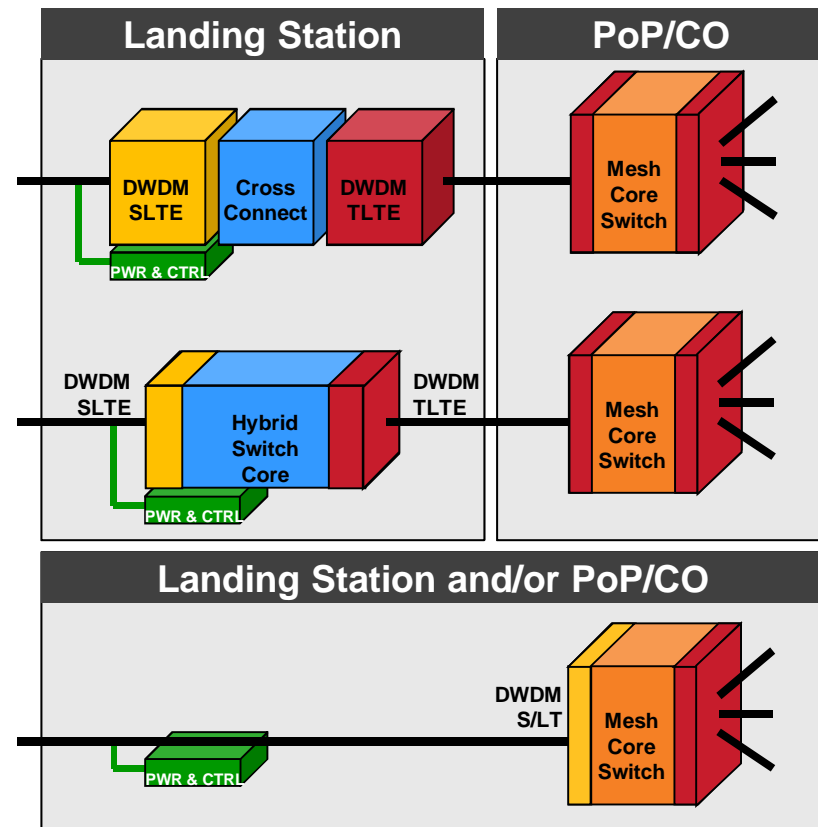 Landing Station
PoP/CO
DWDM
SLTE
Cross
Connect
DWDM
TLTE
PWR & CTRL
Mesh
Core
Switch
DWDM
SLTE
Hybrid
Switch
Core
DWDM
TLTE
PWR & CTRL
Mesh
Core
Switch
Landing Station and/or PoP/CO
DWDM
S/LT
Mesh
Core
Switch
PWR & CTRL